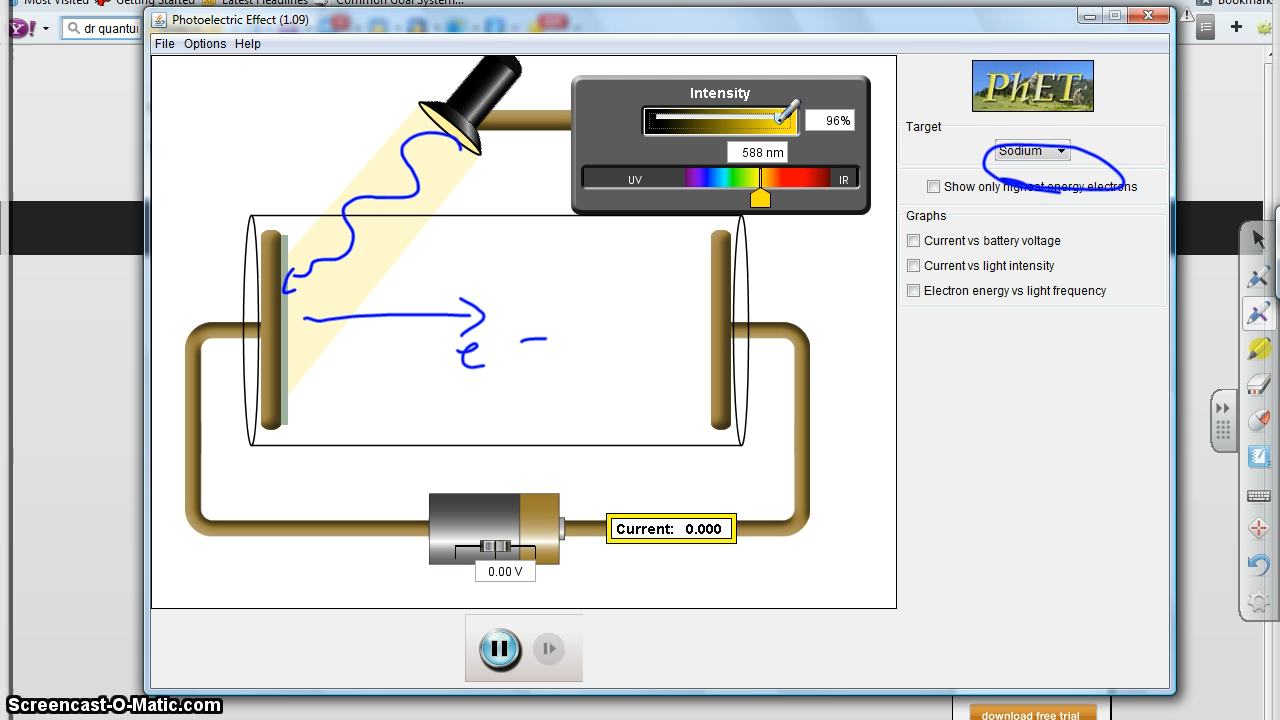 Most Visited Getting Started Latest Headlines Common Goal System... Bookmark
Y! dr quantu
Photoelectric Effect (1.09)
File Options Help
Intensity
96%
588 nm
UV IR
PhET
Target
Sodium
Show only highest energy electrons
Graphs
Current vs battery voltage
Current vs light intensity
Electron energy vs light frequency
e -
Current: 0.000
0.00 V
Screencast-O-Matic.com
download free trial